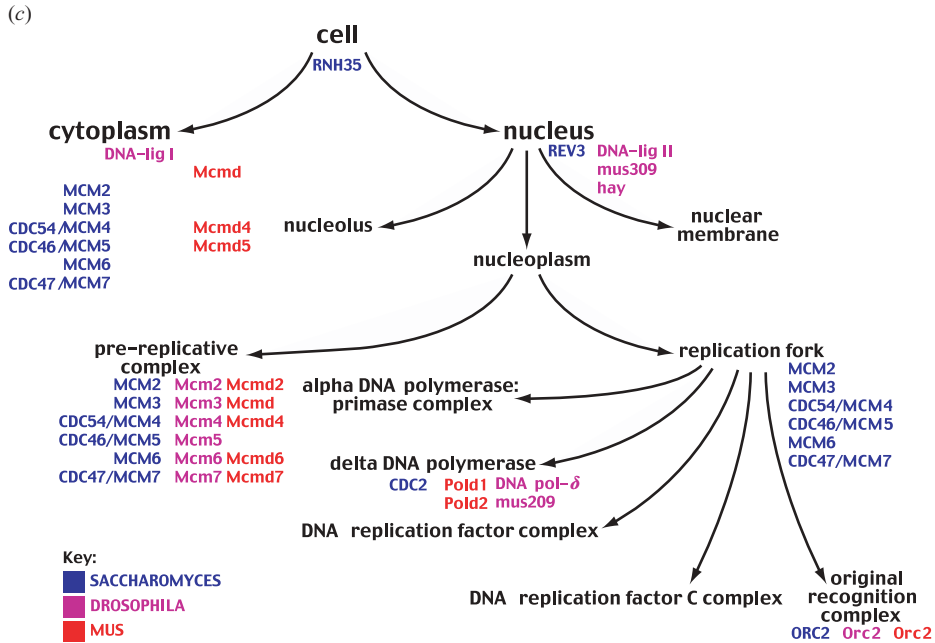 (c)
cell
RNH35
cytoplasm
DNA-lig I
Mcmd
MCM2
MCM3
CDC54/MCM4 Mcmd4
CDC46/MCM5 Mcmd5
MCM6
CDC47/MCM7
nucleus
REV3 DNA-lig II
mus309
hay
nucleolus
nuclear
membrane
nucleoplasm
pre-replicative
complex
MCM2 Mcm2 Mcmd2
MCM3 Mcm3 Mcmd
CDC54/MCM4 Mcm4 Mcmd4
CDC46/MCM5 Mcm5
MCM6 Mcm6 Mcmd6
CDC47/MCM7 Mcm7 Mcmd7
replication fork
MCM2
MCM3
CDC54/MCM4
CDC46/MCM5
MCM6
CDC47/MCM7
alpha DNA polymerase:
primase complex
delta DNA polymerase
CDC2 Pold1 DNA pol-δ
Pold2 mus209
DNA replication factor complex
DNA replication factor C complex
original
recognition
complex
ORC2 Orc2 Orc2
Key:
SACCHAROMYCES
DROSOPHILA
MUS